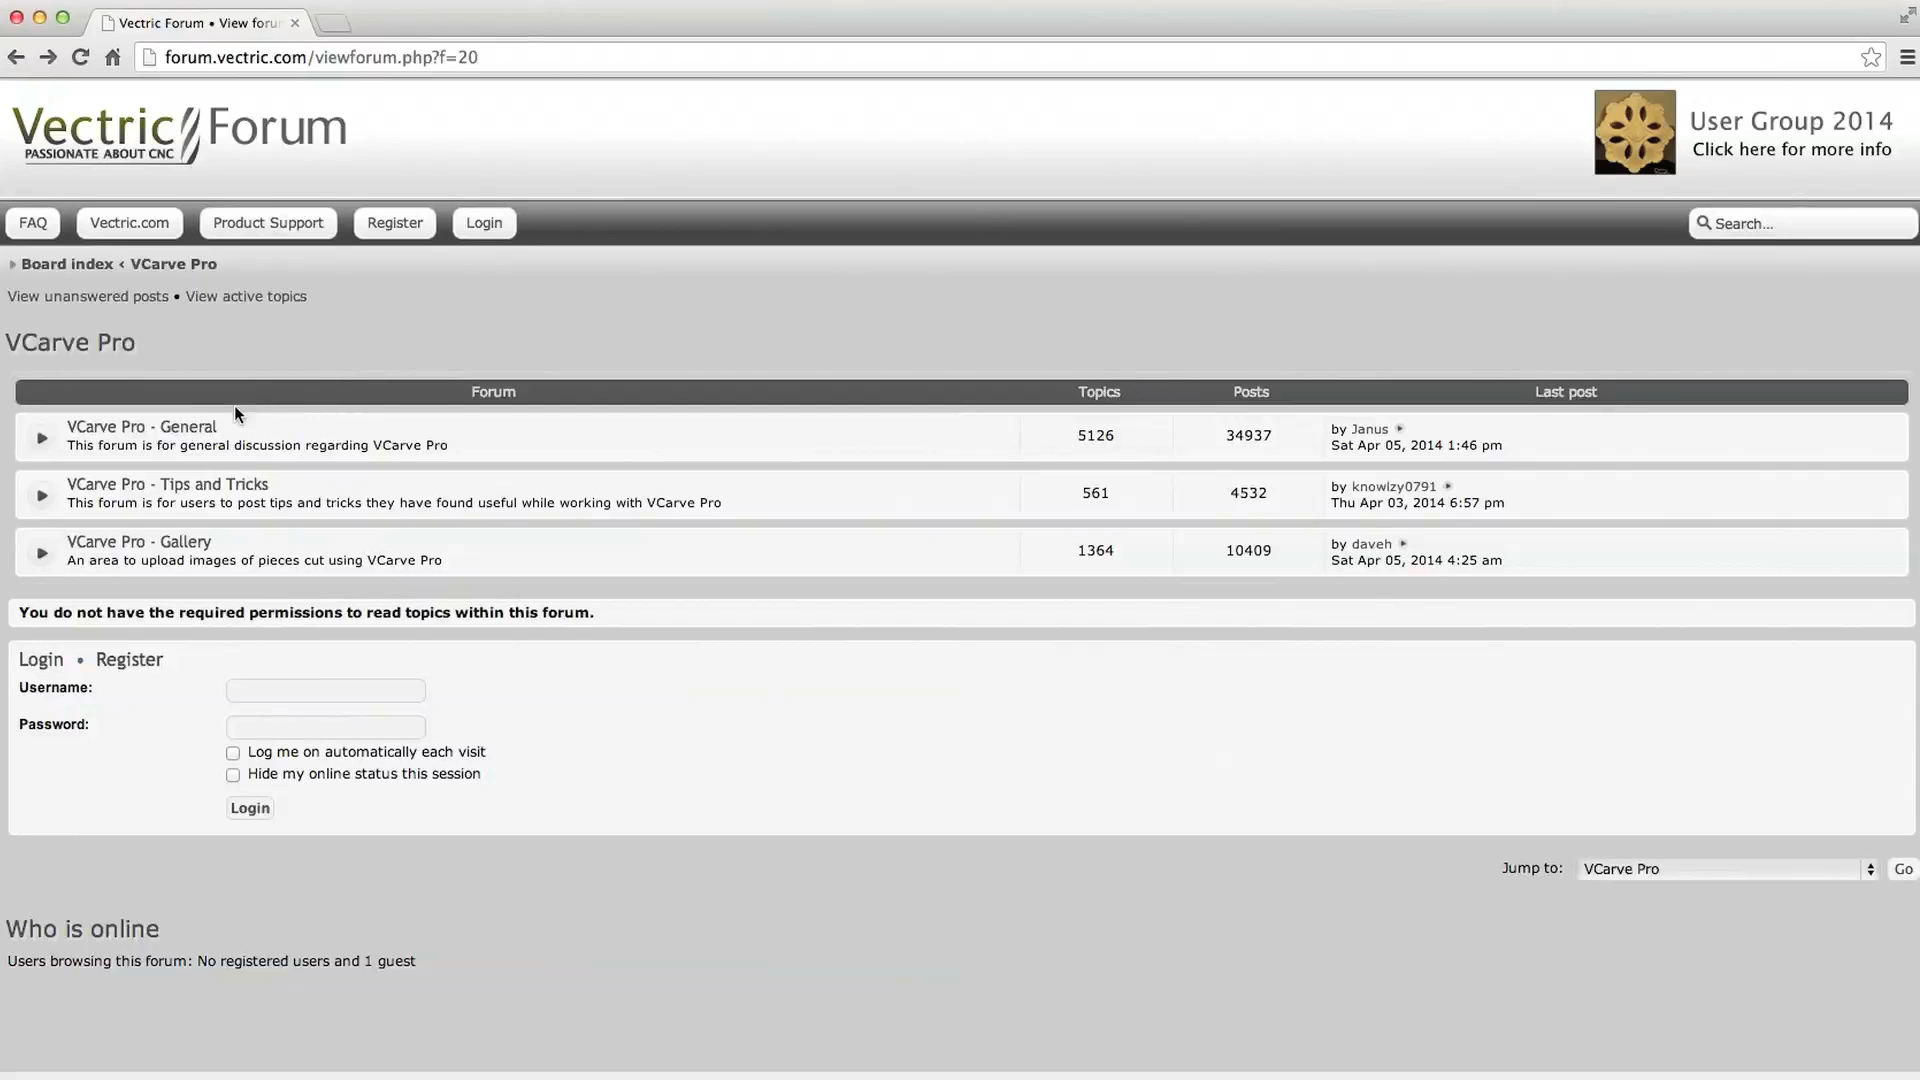 Vectric Forum • View foru
forum.vectric.com/viewforum.php?f=20
Vectric Forum
PASSIONATE ABOUT CNC
User Group 2014
Click here for more info
FAQ Vectric.com Product Support Register Login Search...
Board index ‹ VCarve Pro
View unanswered posts • View active topics
VCarve Pro
Forum Topics Posts Last post
VCarve Pro - General
This forum is for general discussion regarding VCarve Pro
5126 34937
by Janus
Sat Apr 05, 2014 1:46 pm
VCarve Pro - Tips and Tricks
This forum is for users to post tips and tricks they have found useful while working with VCarve Pro
561 4532
by knowlzy0791
Thu Apr 03, 2014 6:57 pm
VCarve Pro - Gallery
An area to upload images of pieces cut using VCarve Pro
1364 10409
by daveh
Sat Apr 05, 2014 4:25 am
You do not have the required permissions to read topics within this forum.
Login • Register
Username:
Password:
Log me on automatically each visit
Hide my online status this session
Login
Jump to: VCarve Pro Go
Who is online
Users browsing this forum: No registered users and 1 guest